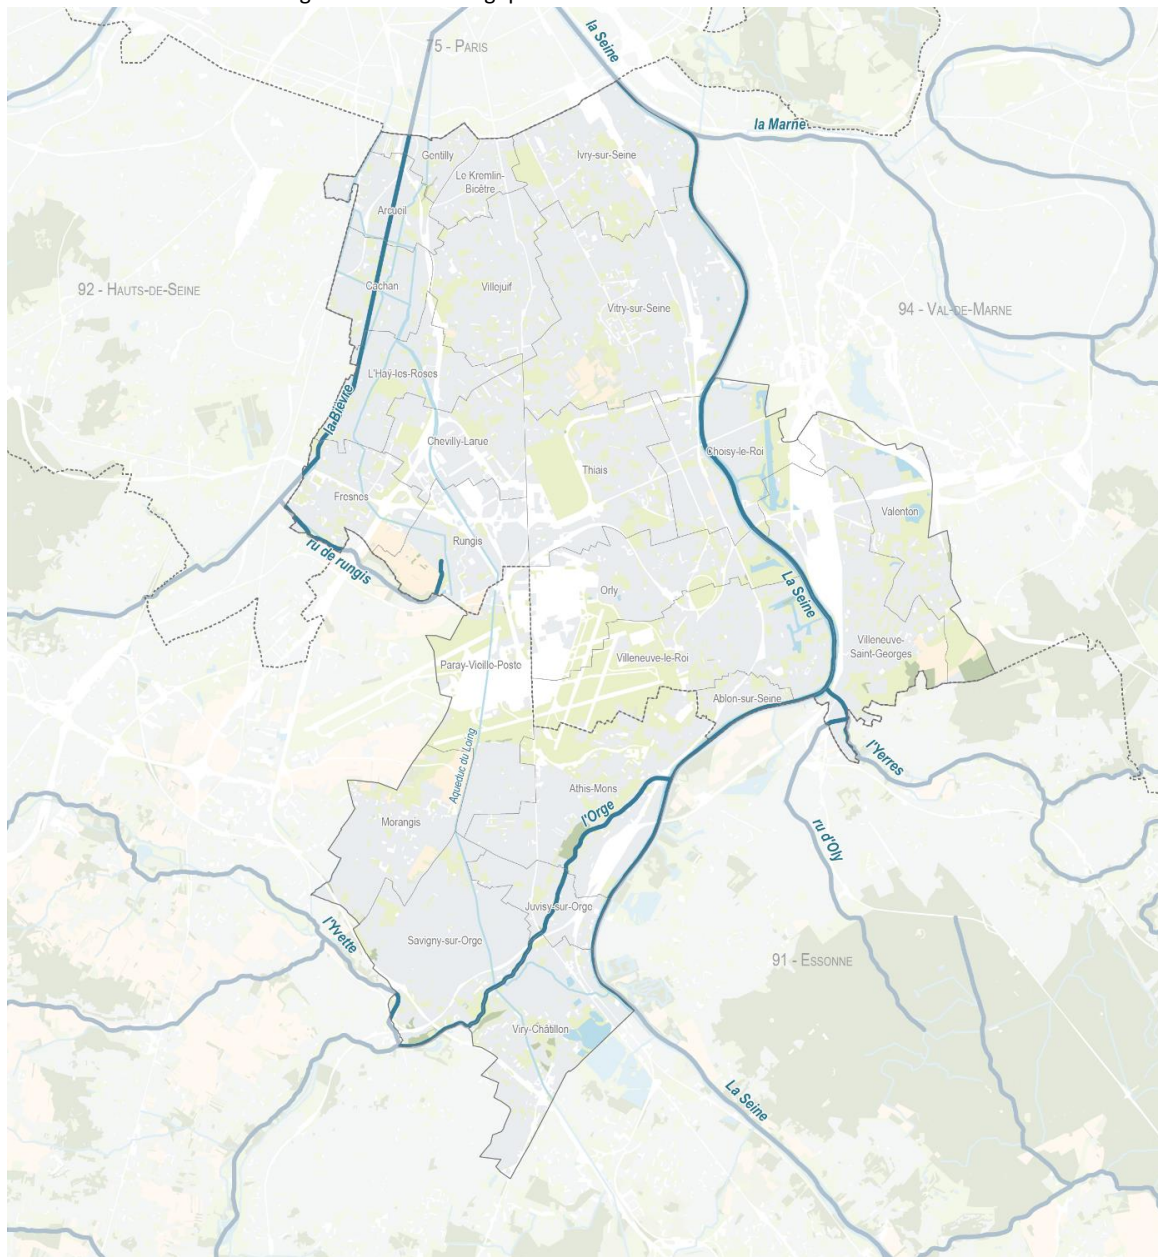 la Seine
75 - PARIS
la Marne
Gentilly
Ivry-sur-Seine
Le Kremlin-
Bicêtre
Arcueil
92 - HAUTS-DE-SEINE
Cachan
Villejuif
Vitry-sur-Seine
94 - VAL-DE-MARNE
L'Haÿ-les-Roses
la Bièvre
Chevilly-Larue
Choisy-le-Roi
Thiais
Fresnes
Valenton
Rungis
ru de rungis
Orly
La Seine
Villeneuve-
Saint-Georges
Paray-Vieille-Poste
Villeneuve-le-Roi
Ablon-sur-Seine
l'Yerres
Aqueduc du Loing
Athis-Mons
l'Orge
Morangis
ru d'Oly
Juvisy-sur-Orge
l'Yvette
Savigny-sur-Orge
91 - ESSONNE
Viry-Châtillon
La Seine